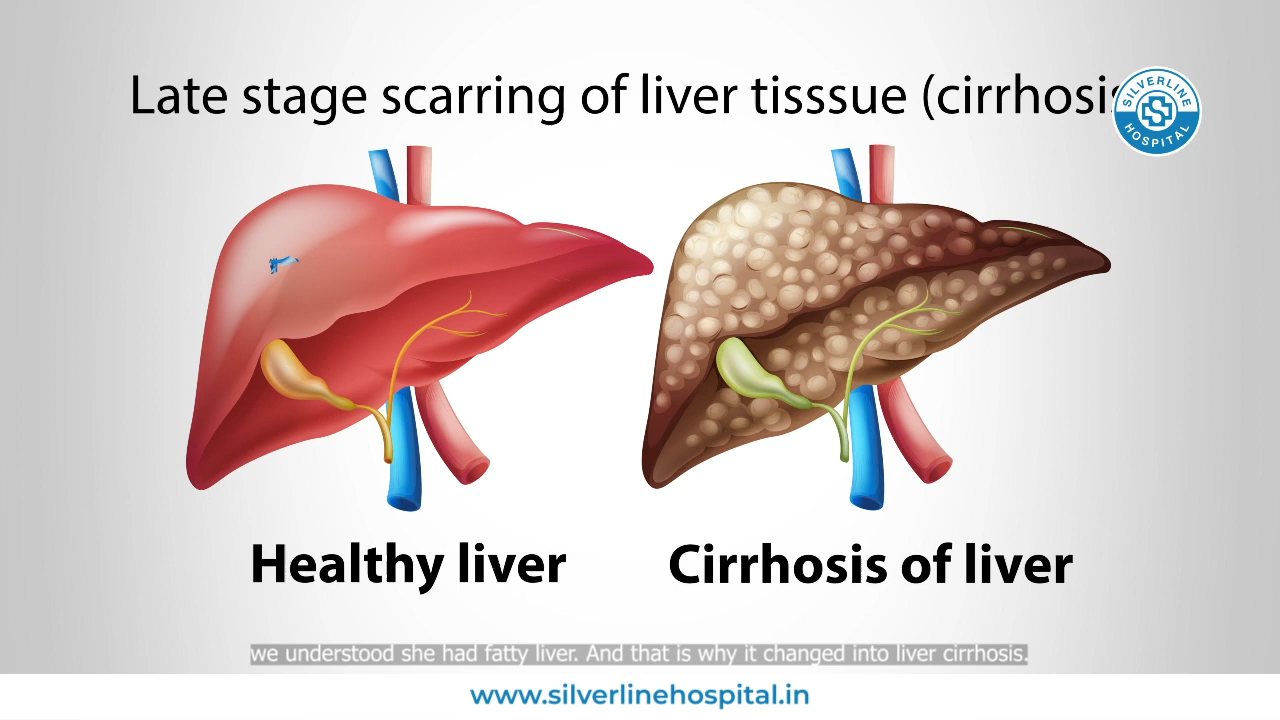 Late stage scarring of liver tisssue (cirrhosis
SILVERLINE
HOSPITAL
Healthy liver
Cirrhosis of liver
we understood she had fatty liver. And that is why it changed into liver cirrhosis.
www.silverlinehospital.in